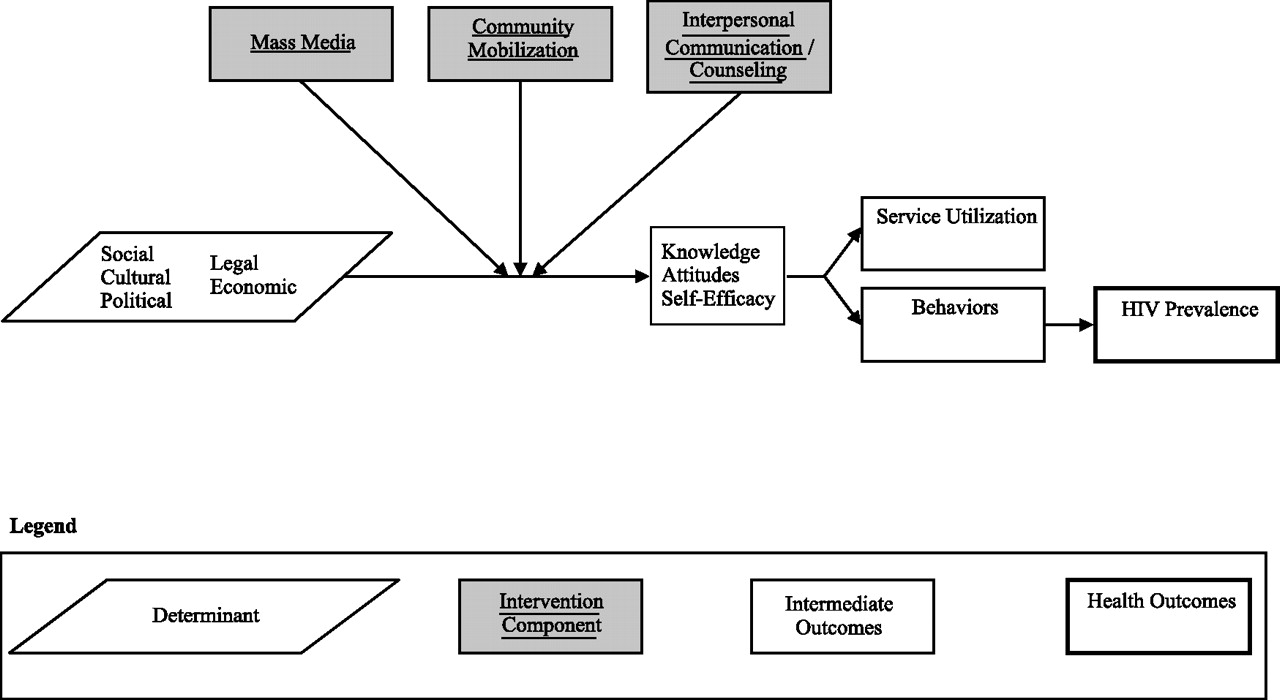 Mass Media
Community
Mobilization
Interpersonal
Communication /
Counseling
Social
Cultural
Political
Legal
Economic
Knowledge
Attitudes
Self-Efficacy
Service Utilization
Behaviors
HIV Prevalence
Legend
Determinant
Intervention
Component
Intermediate
Outcomes
Health Outcomes